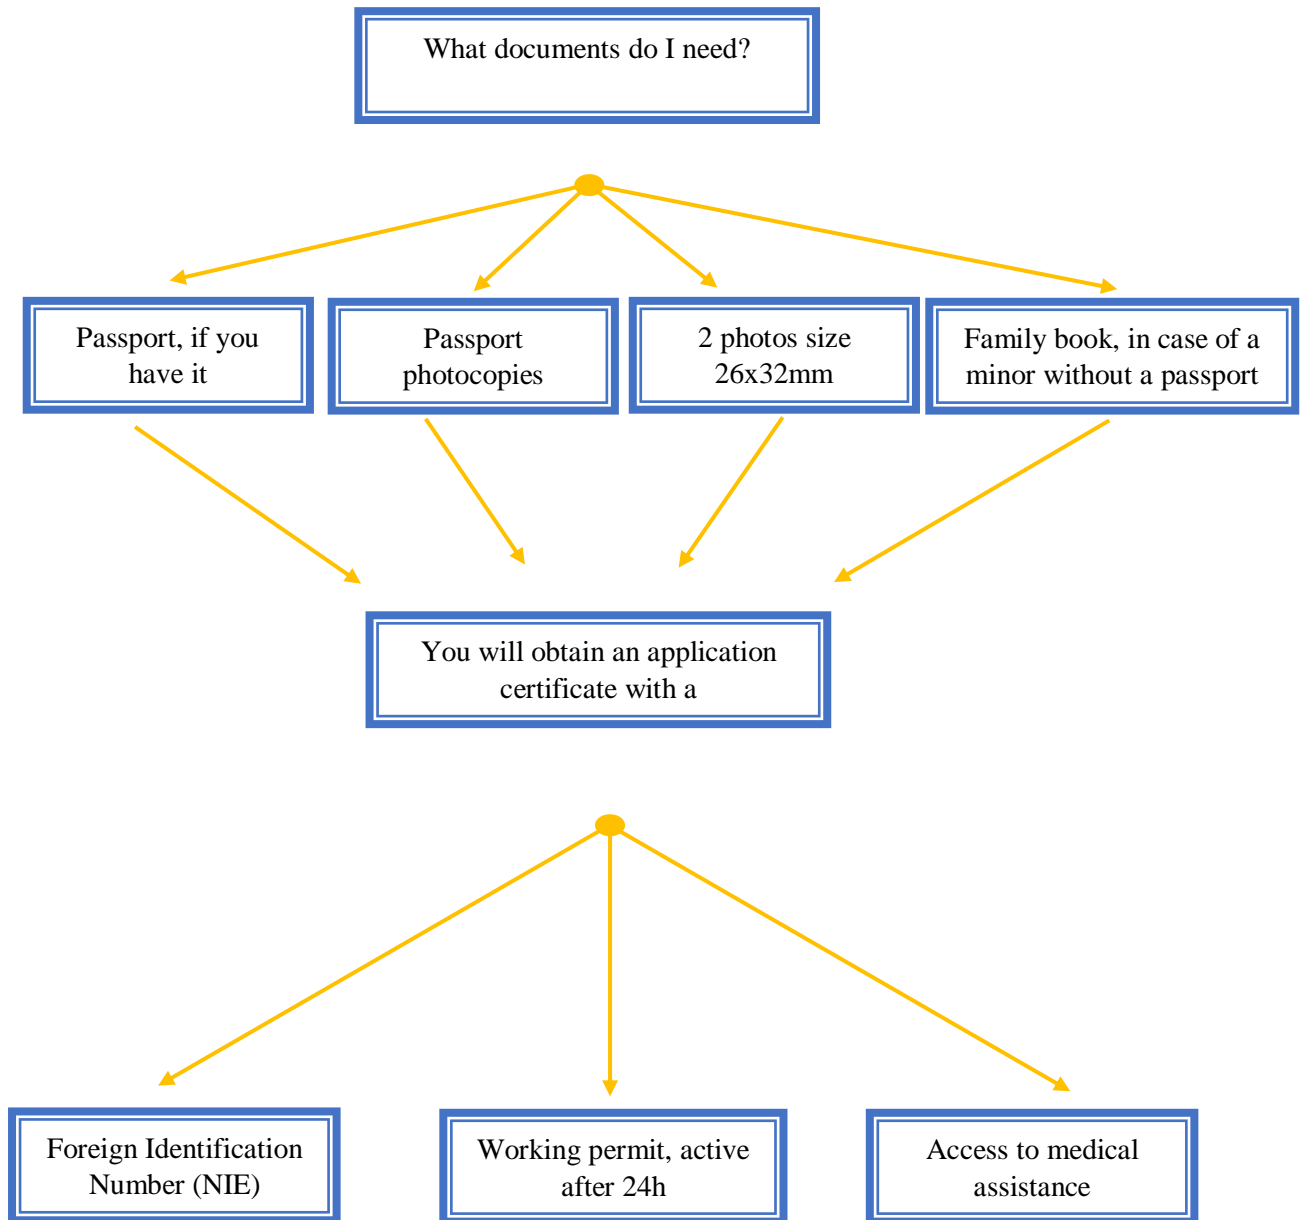 What documents do I need?
Passport, if you
have it
Passport
photocopies
2 photos size
26x32mm
Family book, in case of a
minor without a passport
You will obtain an application
certificate with a
Foreign Identification
Number (NIE)
Working permit, active
after 24h
Access to medical
assistance